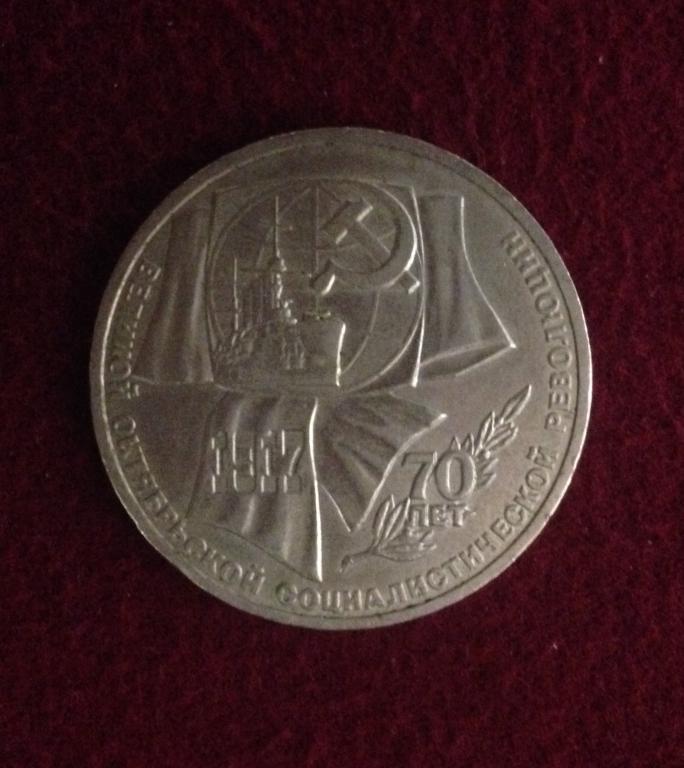 1917
70
ЛЕТ
ВЕЛИКОЙ ОКТЯБРЬСКОЙ СОЦИАЛИСТИЧЕСКОЙ РЕВОЛЮЦИИ